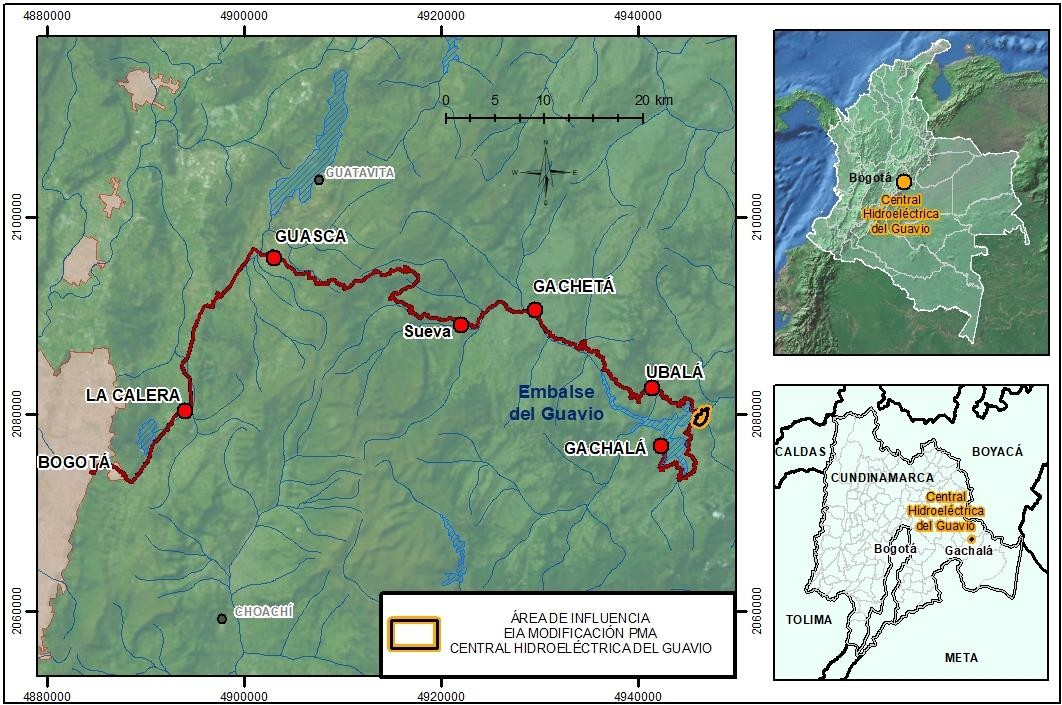 4880000
4900000
4920000
4940000
0 5 10 20 km
N
W E
S
GUATAVITA
2100000
2100000
GUASCA
GACHETÁ
Sueva
UBALÁ
LA CALERA
Embalse
del Guavio
2080000
2080000
GACHALÁ
BOGOTÁ
CHOACHÍ
2060000
2060000
ÁREA DE INFLUENCIA
EIA MODIFICACIÓN PMA
CENTRAL HIDROELÉCTRICA DEL GUAVIO
4880000
4900000
4920000
4940000
Bogotá
Central
Hidroeléctrica
del Guavio
CALDAS
BOYACÁ
CUNDINAMARCA
Central
Hidroeléctrica
del Guavio
Bogotá
Gachalá
TOLIMA
META